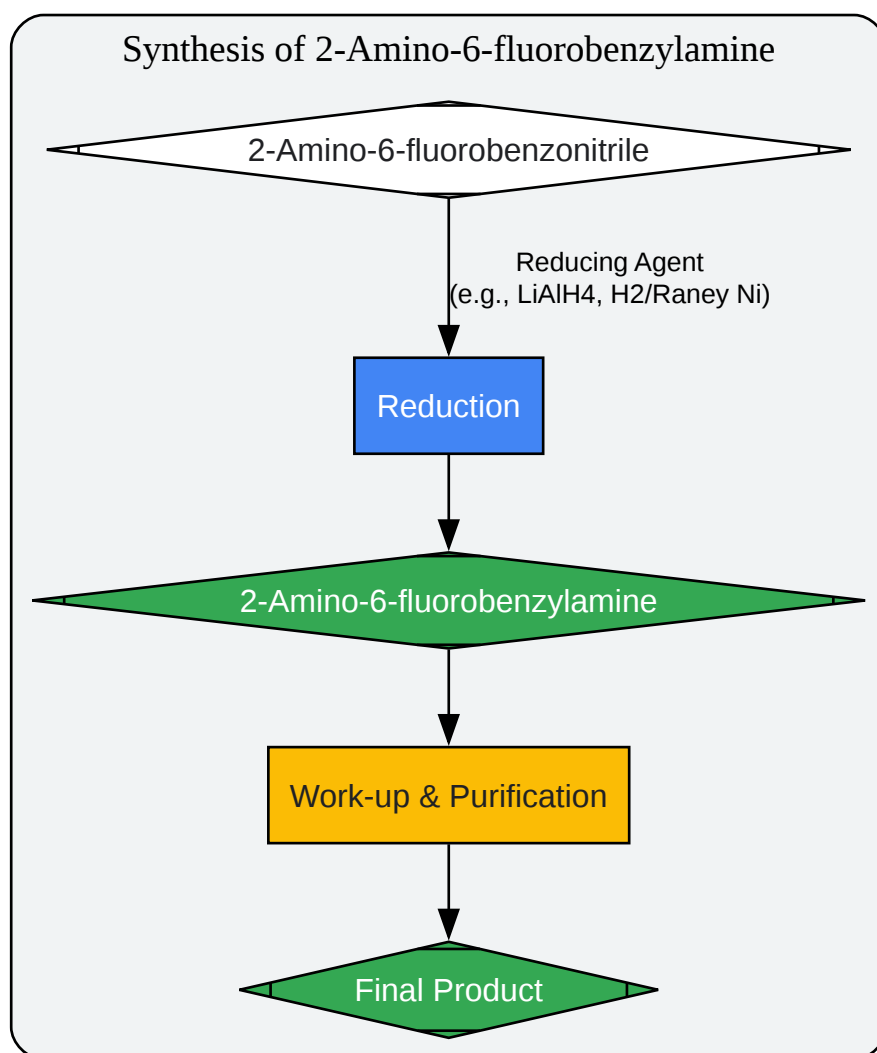 Synthesis of 2-Amino-6-fluorobenzylamine
2-Amino-6-fluorobenzonitrile
Reducing Agent
(e.g., LiAlH4, H2/Raney Ni)
Reduction
2-Amino-6-fluorobenzylamine
Work-up & Purification
Final Product